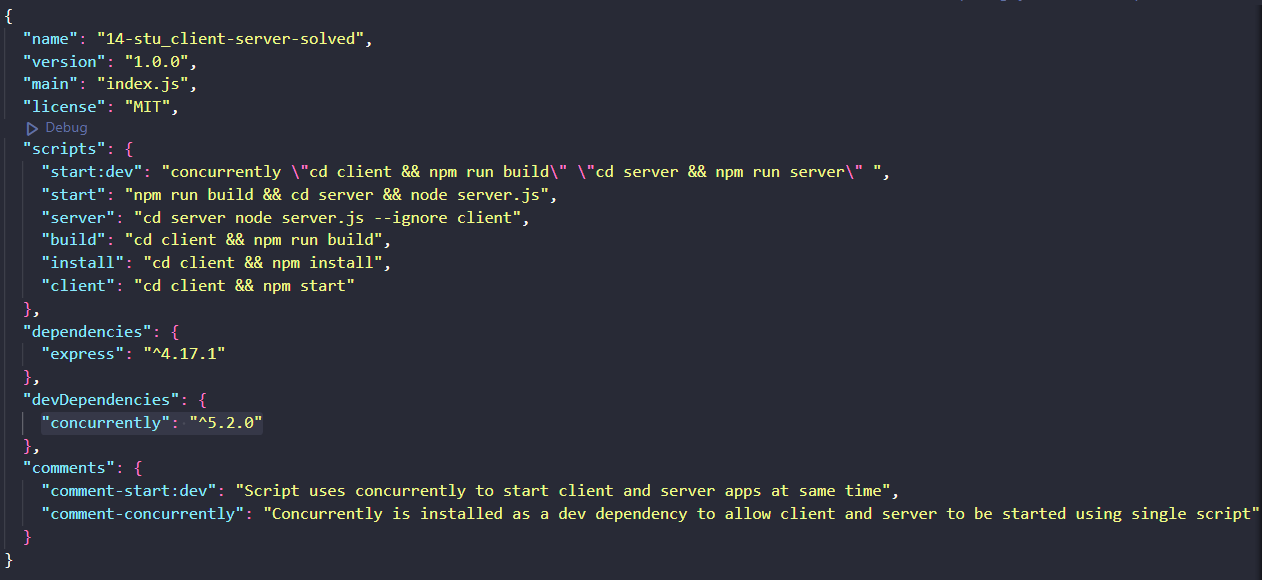 {
"name": "14-stu_client-server-solved",
"version": "1.0.0",
"main": "index.js",
"license": "MIT",
Debug
"scripts": {
"start:dev": "concurrently \"cd client && npm run build\" \"cd server && npm run server\" ",
"start": "npm run build && cd server && node server.js",
"server": "cd server node server.js --ignore client",
"build": "cd client && npm run build",
"install": "cd client && npm install",
"client": "cd client && npm start"
},
"dependencies": {
"express": "^4.17.1"
},
"devDependencies": {
"concurrently": "^5.2.0"
},
"comments": {
"comment-start:dev": "Script uses concurrently to start client and server apps at same time",
"comment-concurrently": "Concurrently is installed as a dev dependency to allow client and server to be started using single script"
}
}